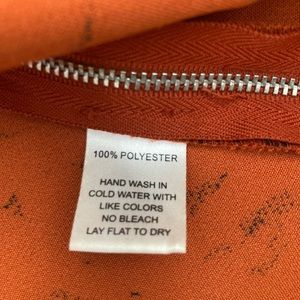 100% POLYESTER
HAND WASH IN
COLD WATER WITH
LIKE COLORS
NO BLEACH
LAY FLAT TO DRY